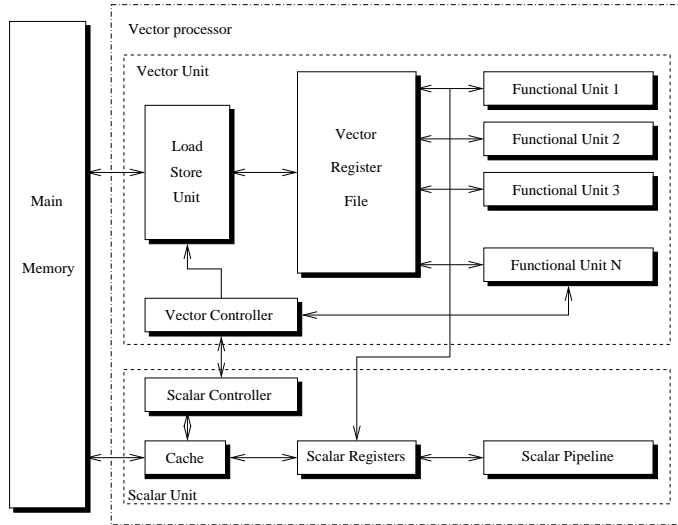 Vector processor
Vector Unit
Main
Memory
Load
Store
Unit
Vector
Register
File
Functional Unit 1
Functional Unit 2
Functional Unit 3
Functional Unit N
Vector Controller
Scalar Controller
Cache
Scalar Registers
Scalar Pipeline
Scalar Unit